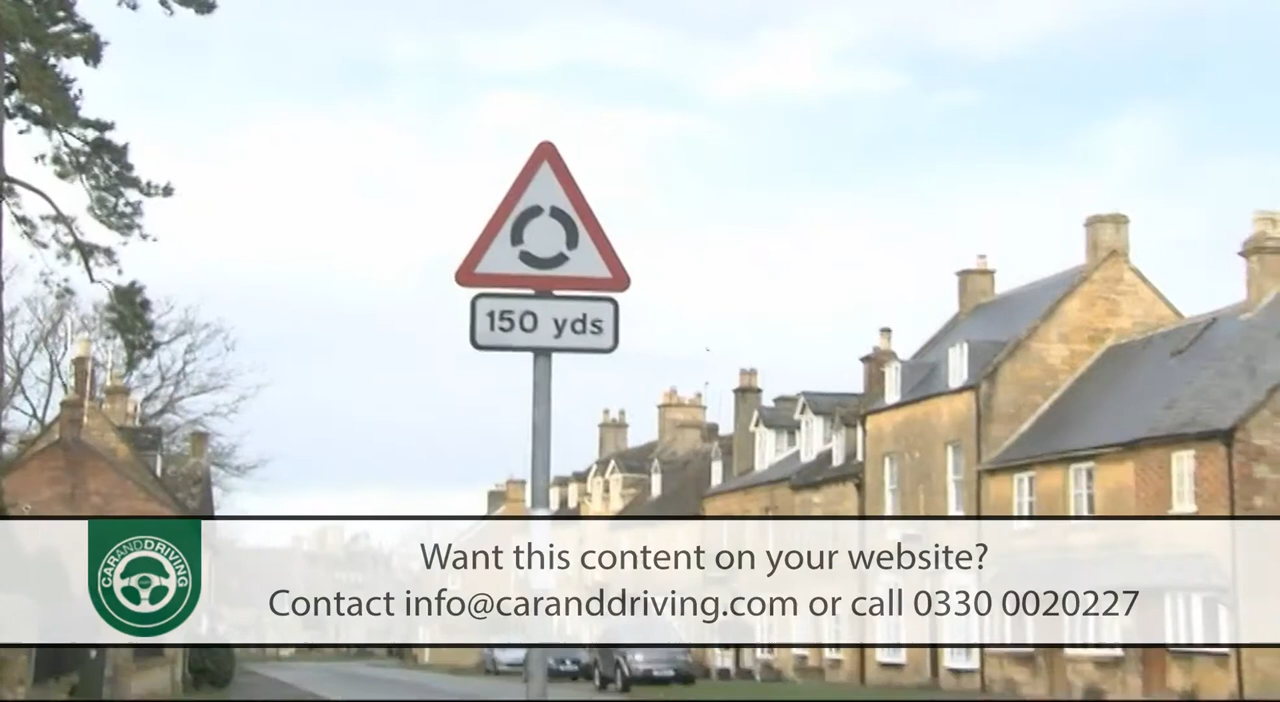 150 yds
CARANDDRIVING
Want this content on your website?
Contact info@caranddriving.com or call 0330 0020227